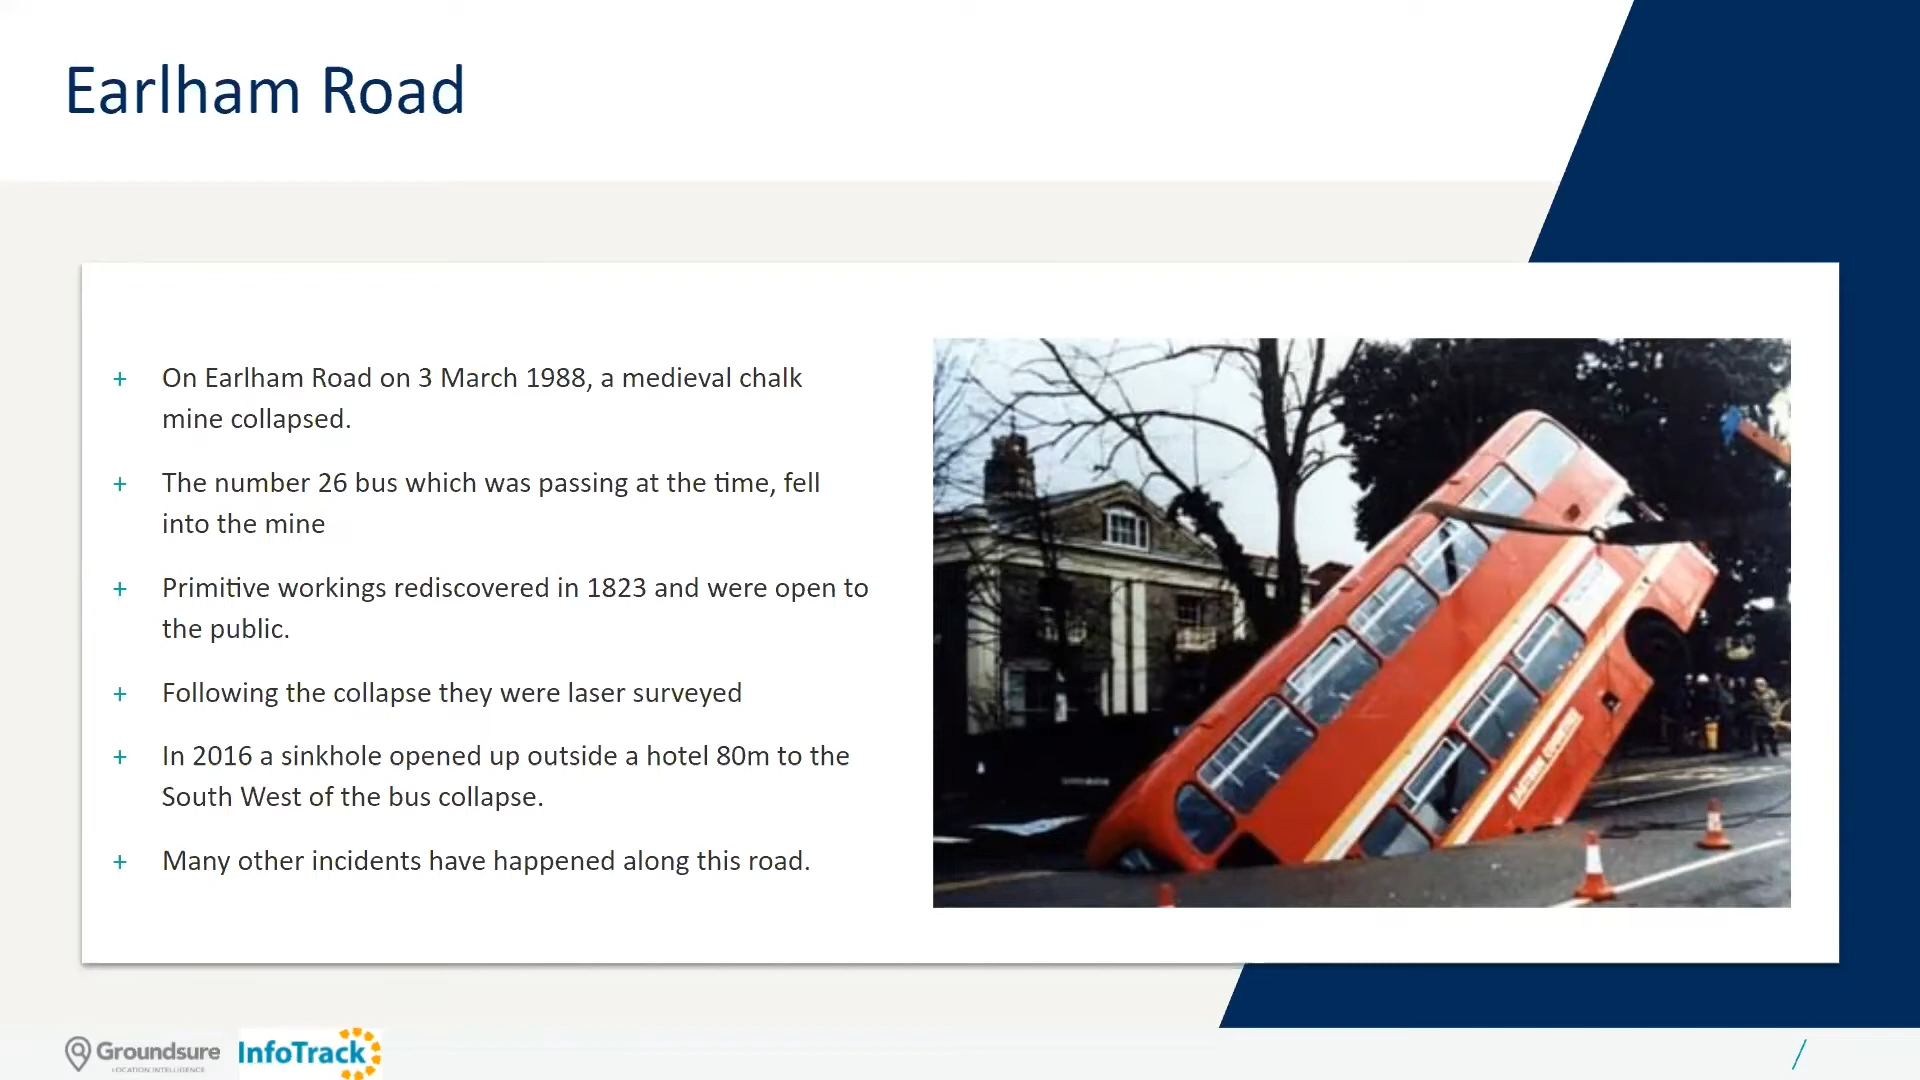 Earlham Road
+ On Earlham Road on 3 March 1988, a medieval chalk
mine collapsed.
+ The number 26 bus which was passing at the time, fell
into the mine
+ Primitive workings rediscovered in 1823 and were open to
the public.
+ Following the collapse they were laser surveyed
+ In 2016 a sinkhole opened up outside a hotel 80m to the
South West of the bus collapse.
+ Many other incidents have happened along this road.
EASTERN COUNTIES
Groundsure
LOCATION INTELLIGENCE
InfoTrack
/